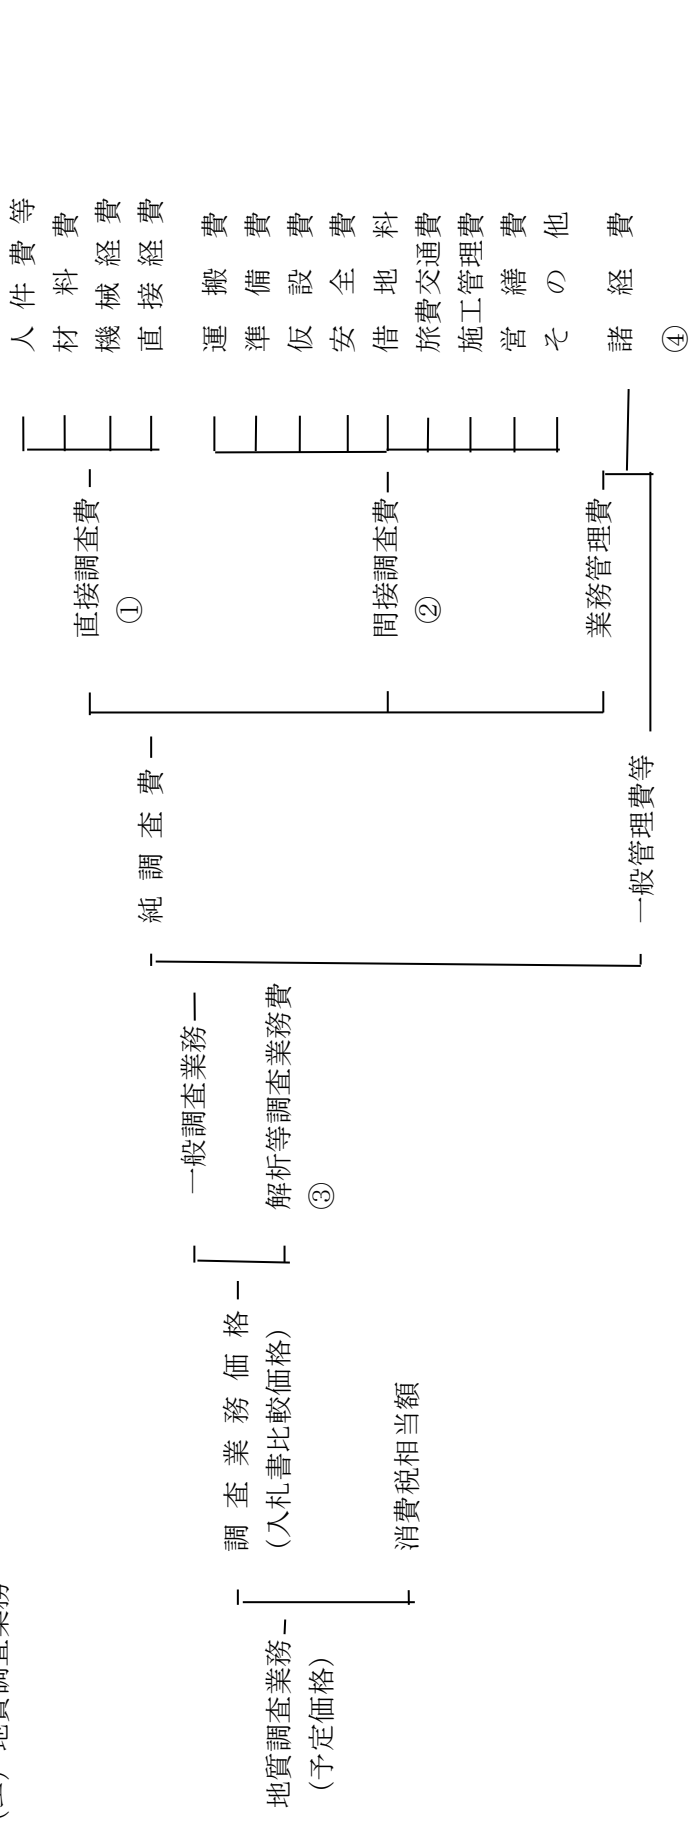 地質調査業務
地質調査業務
(予定価格)
調査業務価格
(入札書比較価格)
消費税相当額
一般調査業務
解析等調査業務費
③
純調査費
一般管理費等
直接調査費
①
間接調査費
②
業務管理費
人件費等
材料費
機械経費
直接経費
運搬費
準備費
仮設費
安全費
借地料
旅費交通費
施工管理費
営繕費
その他
諸経費
④